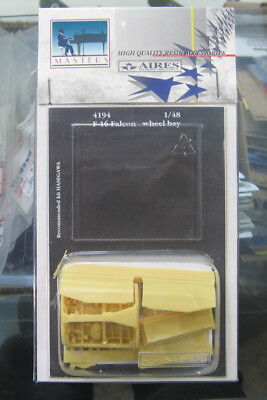 MASTERS
HIGH QUALITY RESIN ACCESSORIES
AIRES
4194 1/48
F-16 Falcon wheel bay
Recommended kit HASEGAWA